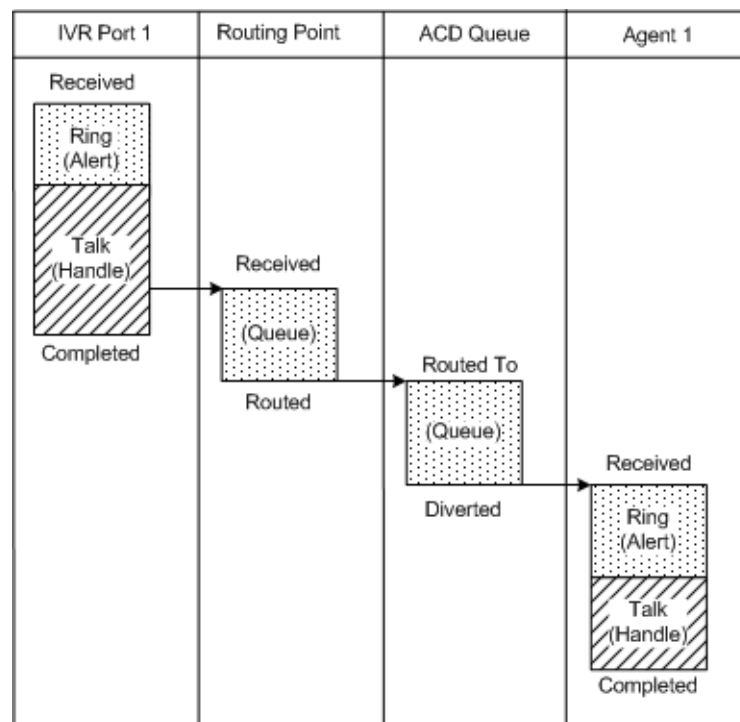 IVR Port 1
Routing Point
ACD Queue
Agent 1
Received
Ring
(Alert)
Talk
(Handle)
Completed
Received
(Queue)
Routed
Routed To
(Queue)
Diverted
Received
Ring
(Alert)
Talk
(Handle)
Completed